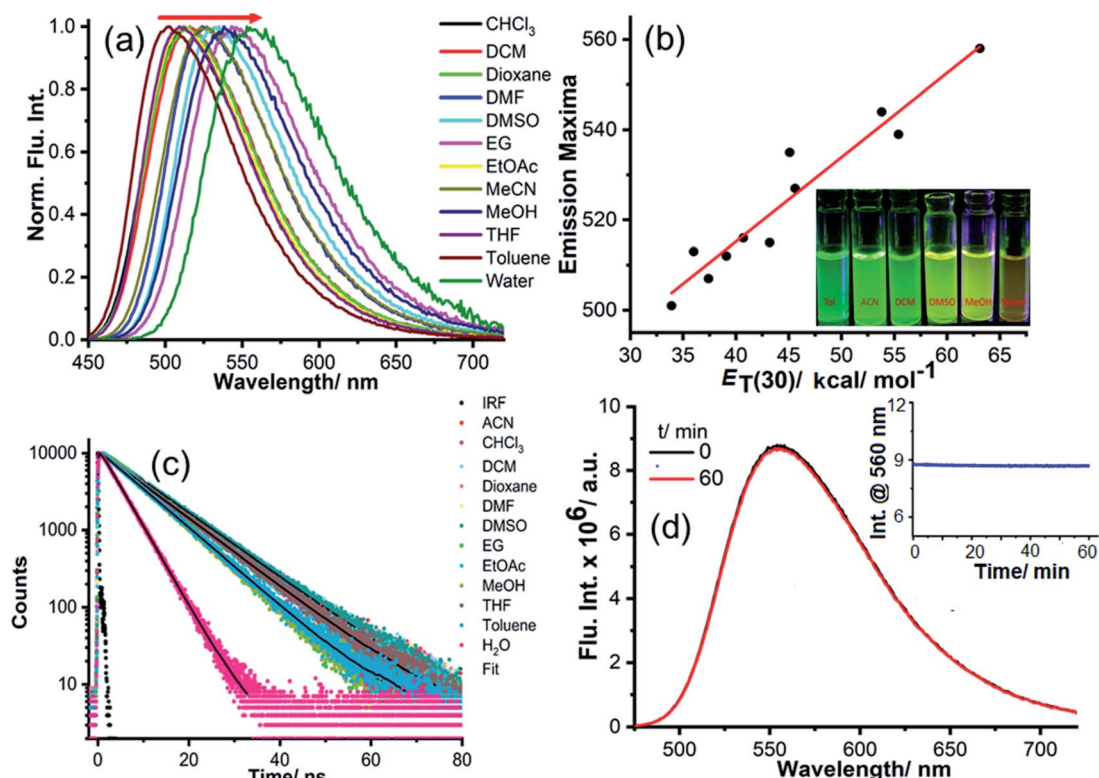 (a)
Norm. Flu. Int.
1.0
0.8
0.6
0.4
0.2
0.0
450 500 550 600 650 700
Wavelength/ nm
CHCl3
DCM
Dioxane
DMF
DMSO
EG
EtOAc
MeCN
MeOH
THF
Toluene
Water
(b)
Emission Maxima
560
540
520
500
30 35 40 45 50 55 60 65
ET(30)/ kcal/ mol-1
Tol ACN DCM DMSO MeOH
(c)
Counts
10000
1000
100
10
0 20 40 60 80
Time/ ns
IRF
ACN
CHCl3
DCM
Dioxane
DMF
DMSO
EG
EtOAc
MeOH
THF
Toluene
H2O
Fit
(d)
Flu. Int. x 10^6/ a.u.
10
8
6
4
2
0
500 550 600 650 700
Wavelength/ nm
t/ min
0
60
Int. @ 560 nm
12
9
6
0 20 40 60
Time/ min